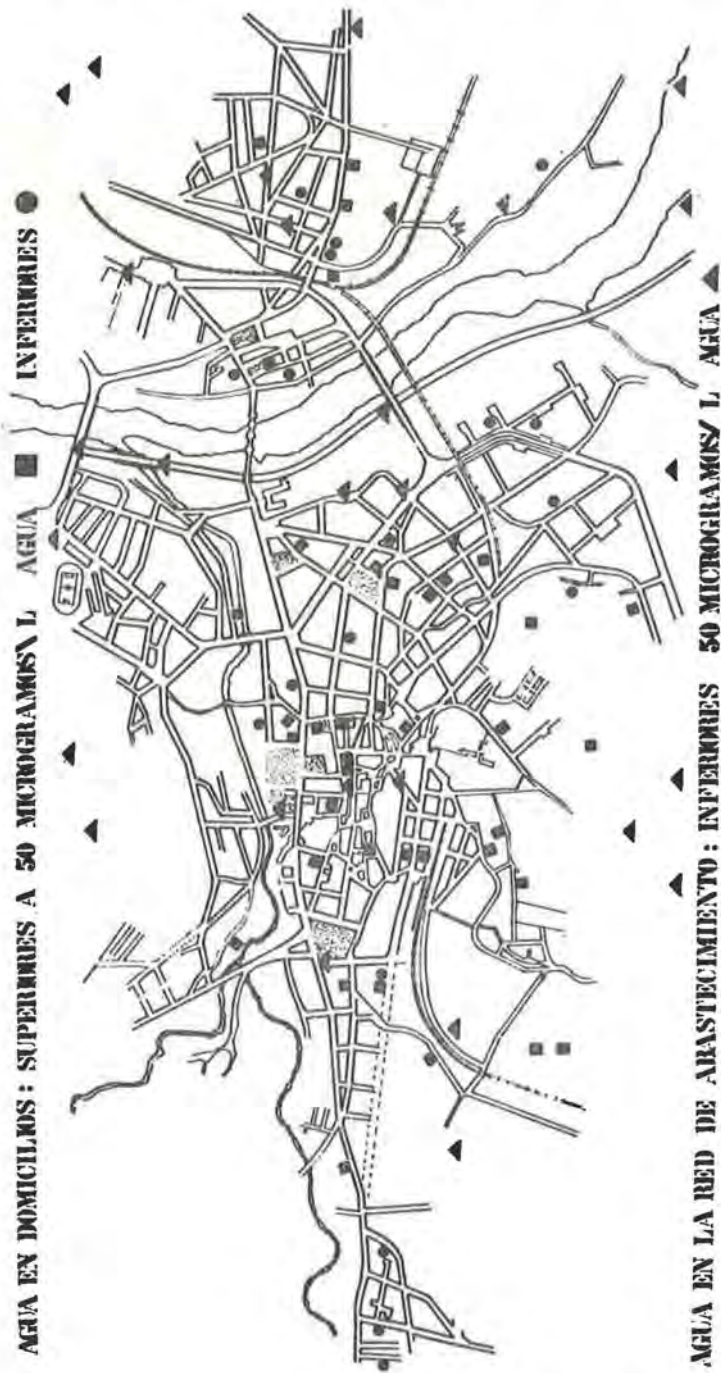 AGUA EN DOMICILIOS : SUPERIORES A 50 MICROGRAMOS\ L AGUA ■ INFERIORES ●
AGUA EN LA RED DE ABASTECIMIENTO : INFERIORES 50 MICROGRAMOS/ L AGUA ▲